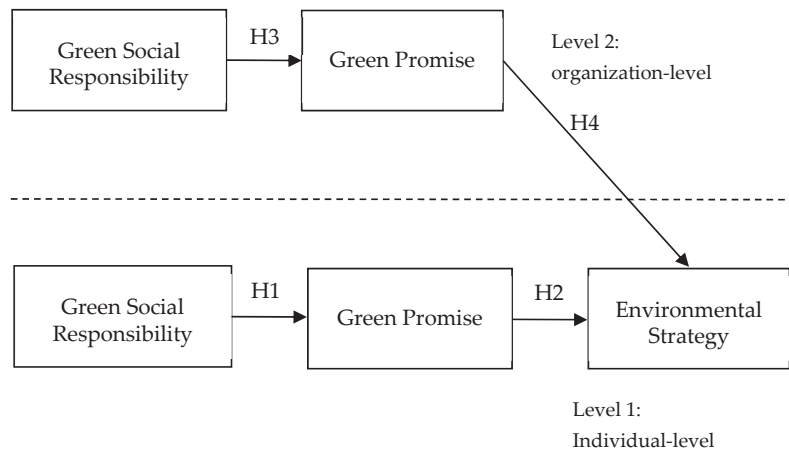 Green Social
Responsibility
H3
Green Promise
Level 2:
organization-level
H4
Green Social
Responsibility
H1
Green Promise
H2
Environmental
Strategy
Level 1:
Individual-level